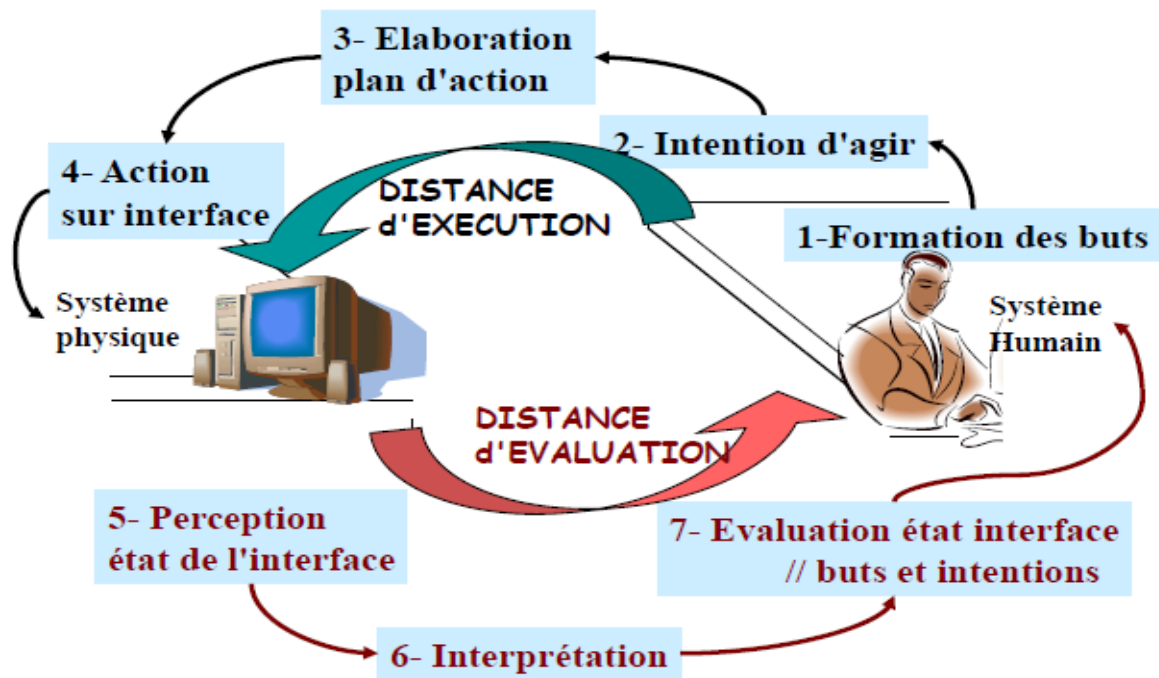 3- Elaboration
plan d'action
2- Intention d'agir
4- Action
sur interface
DISTANCE
d'EXECUTION
1-Formation des buts
Système
physique
Système
Humain
DISTANCE
d'EVALUATION
5- Perception
état de l'interface
7- Evaluation état interface
// buts et intentions
6- Interprétation